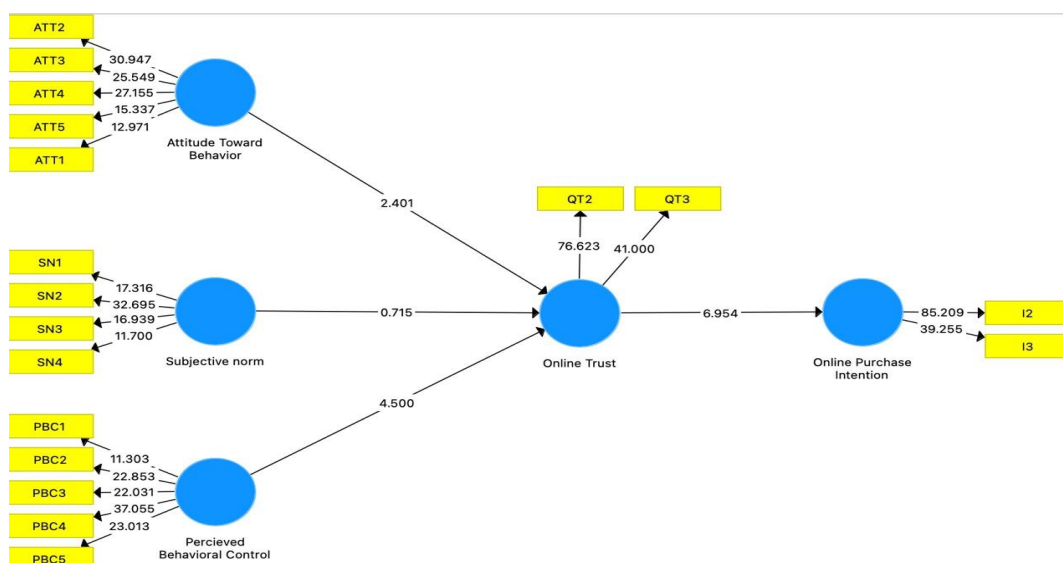 ATT2
ATT3
ATT4
ATT5
ATT1
30.947
25.549
27.155
15.337
12.971
Attitude Toward
Behavior
2.401
SN1
SN2
SN3
SN4
17.316
32.695
16.939
11.700
Subjective norm
0.715
PBC1
PBC2
PBC3
PBC4
PBC5
11.303
22.853
22.031
37.055
23.013
Percieved
Behavioral Control
4.500
QT2
QT3
76.623
41.000
Online Trust
6.954
Online Purchase
Intention
85.209
39.255
I2
I3